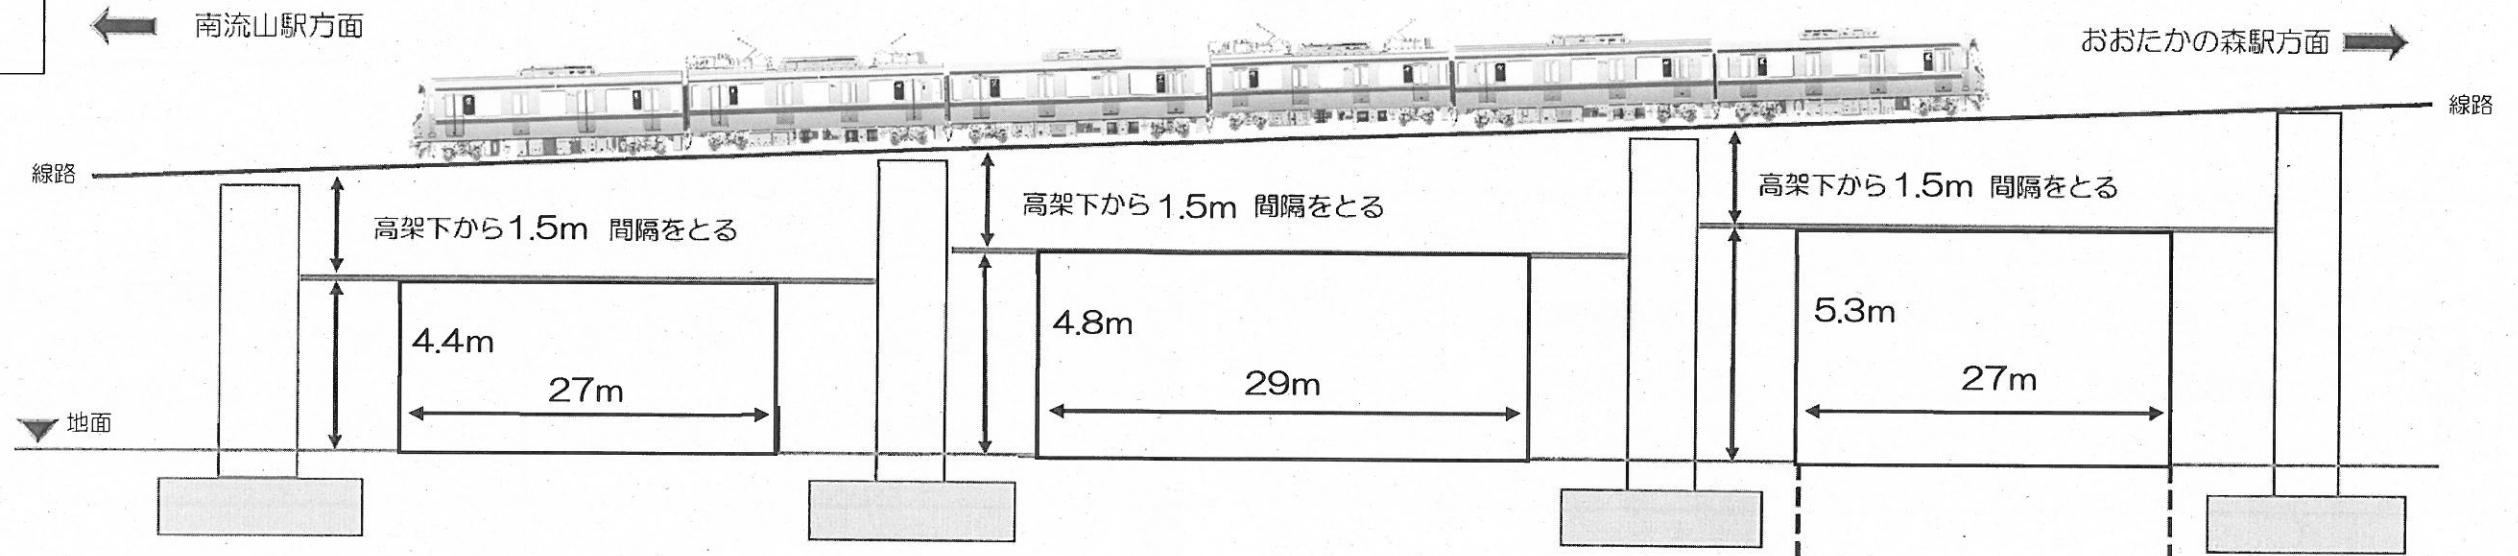 南流山駅方面
おおたかの森駅方面
線路
線路
高架下から1.5m 間隔をとる
高架下から1.5m 間隔をとる
高架下から1.5m 間隔をとる
4.4m
4.8m
5.3m
27m
29m
27m
地面